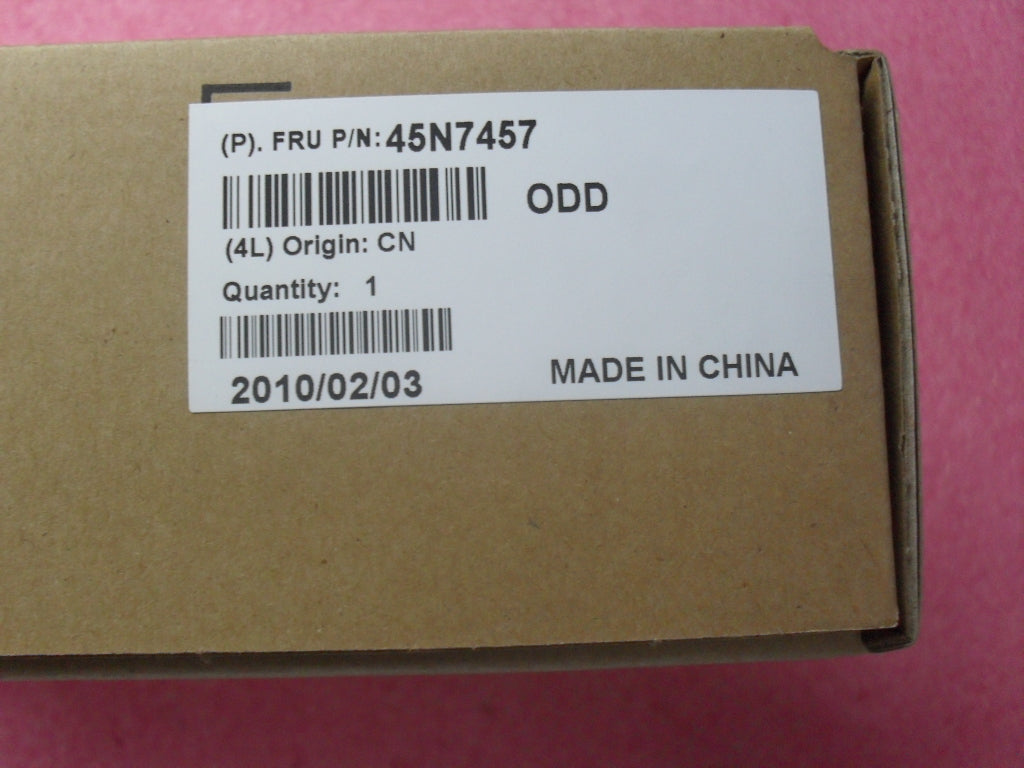 (P). FRU P/N: 45N7457
ODD
(4L) Origin: CN
Quantity: 1
2010/02/03
MADE IN CHINA